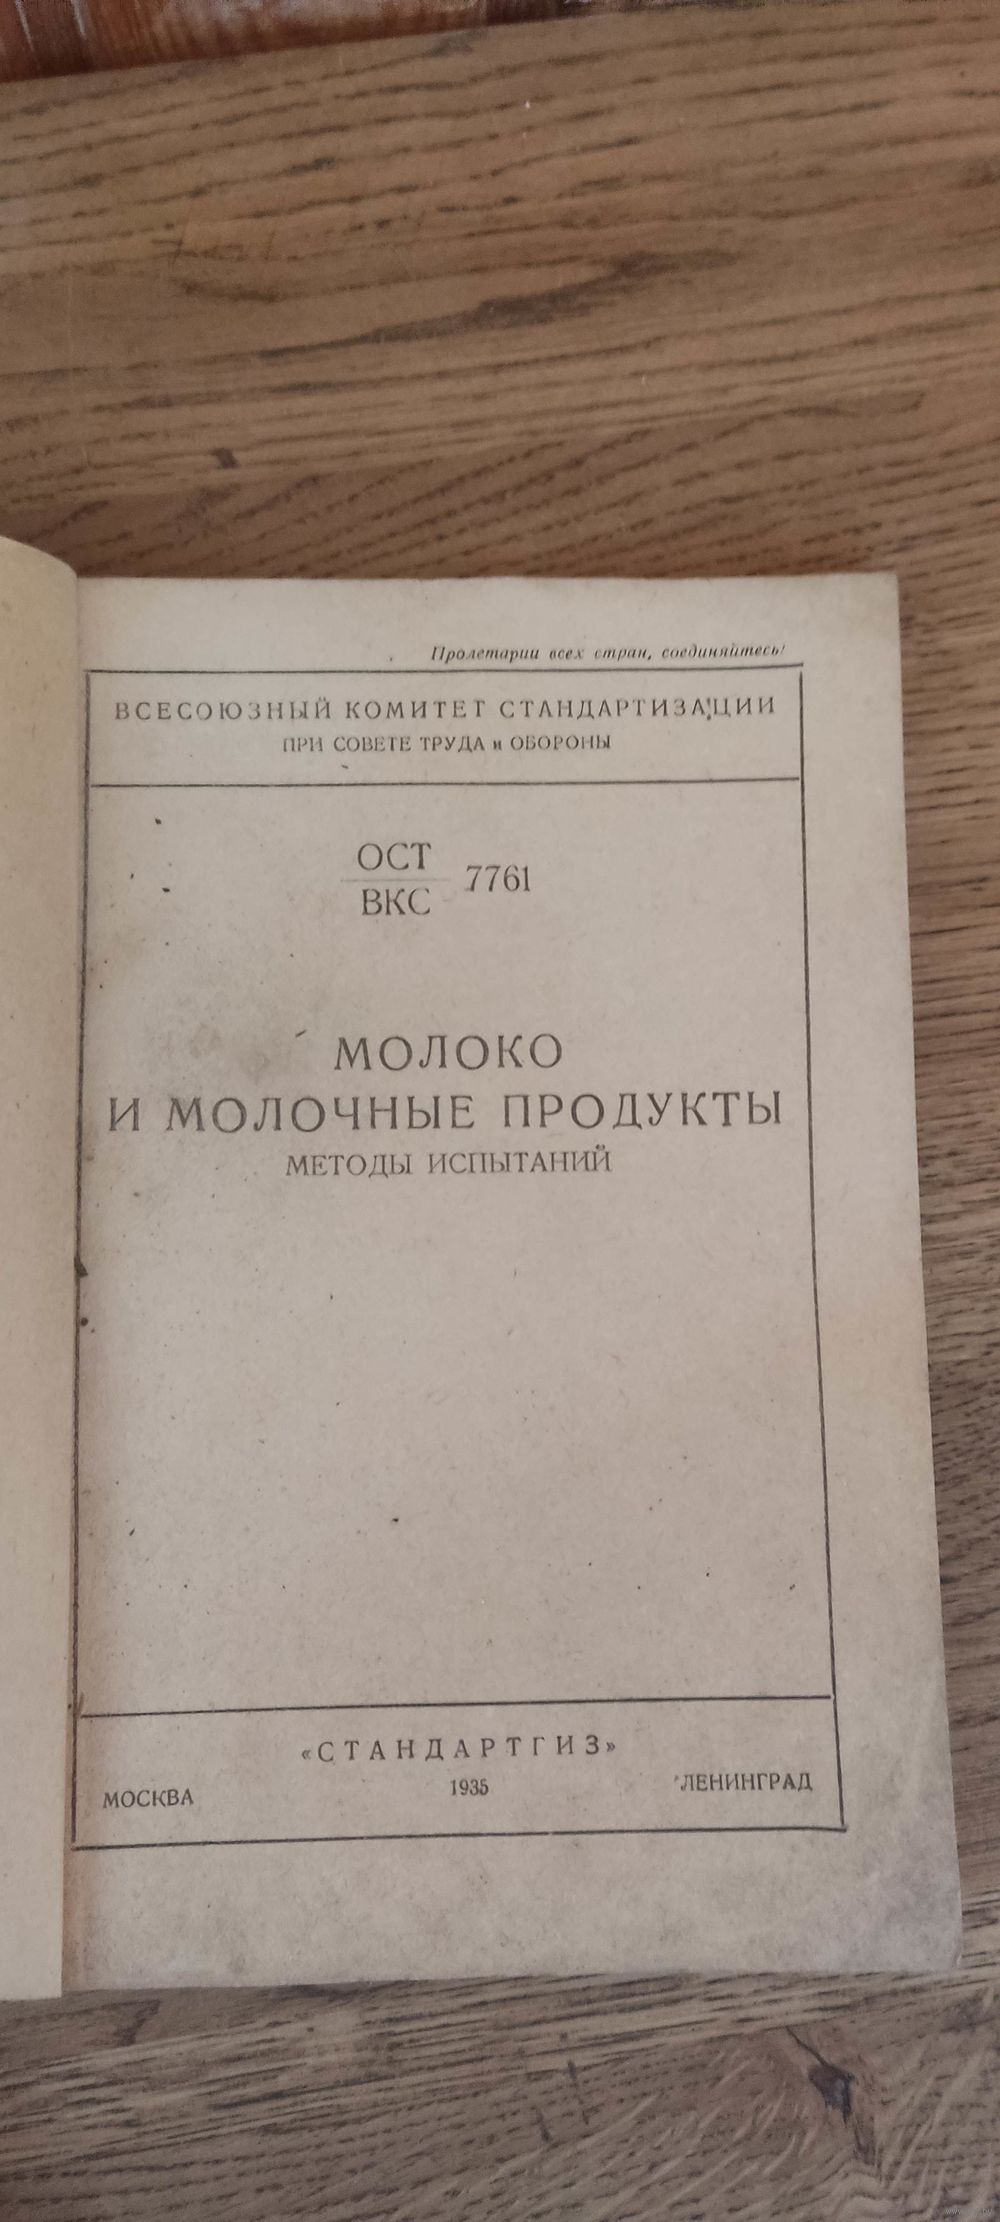 Пролетарии всех стран, соединяйтесь!
ВСЕСОЮЗНЫЙ КОМИТЕТ СТАНДАРТИЗАЦИИ
ПРИ СОВЕТЕ ТРУДА и ОБОРОНЫ
ОСТ
ВКС 7761
МОЛОКО
И МОЛОЧНЫЕ ПРОДУКТЫ
МЕТОДЫ ИСПЫТАНИЙ
«СТАНДАРТГИЗ»
МОСКВА 1935 ЛЕНИНГРАД